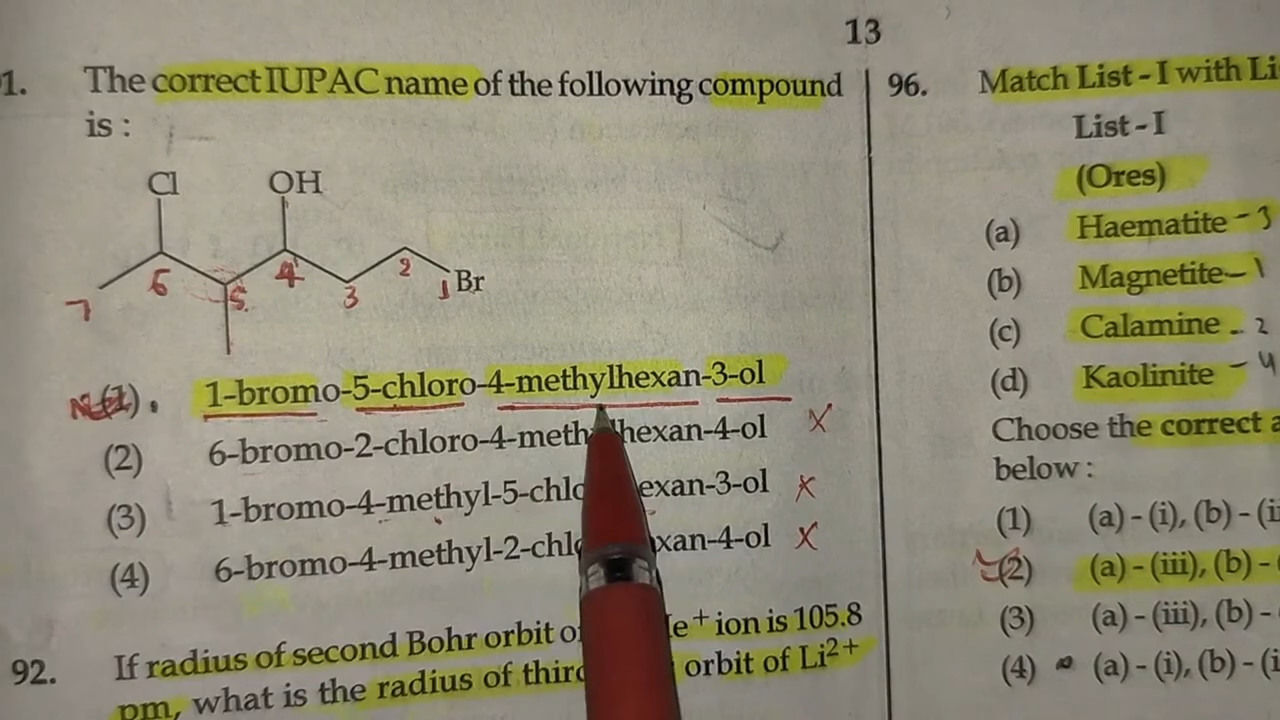 13
1. The correct IUPAC name of the following compound
is :
Cl OH
7 6 5 4 3 2 1 Br
(1). 1-bromo-5-chloro-4-methylhexan-3-ol
(2) 6-bromo-2-chloro-4-methylhexan-4-ol x
(3) 1-bromo-4-methyl-5-chlo exan-3-ol x
(4) 6-bromo-4-methyl-2-chlo xan-4-ol x
92. If radius of second Bohr orbit of e+ ion is 105.8
pm, what is the radius of third orbit of Li2+
96. Match List - I with Li
List - I
(Ores)
(a) Haematite - 3
(b) Magnetite - 1
(c) Calamine - 2
(d) Kaolinite - 4
Choose the correct a
below :
(1) (a) - (i), (b) - (i
(2) (a) - (iii), (b) -
(3) (a) - (iii), (b) -
(4) (a) - (i), (b) - (i